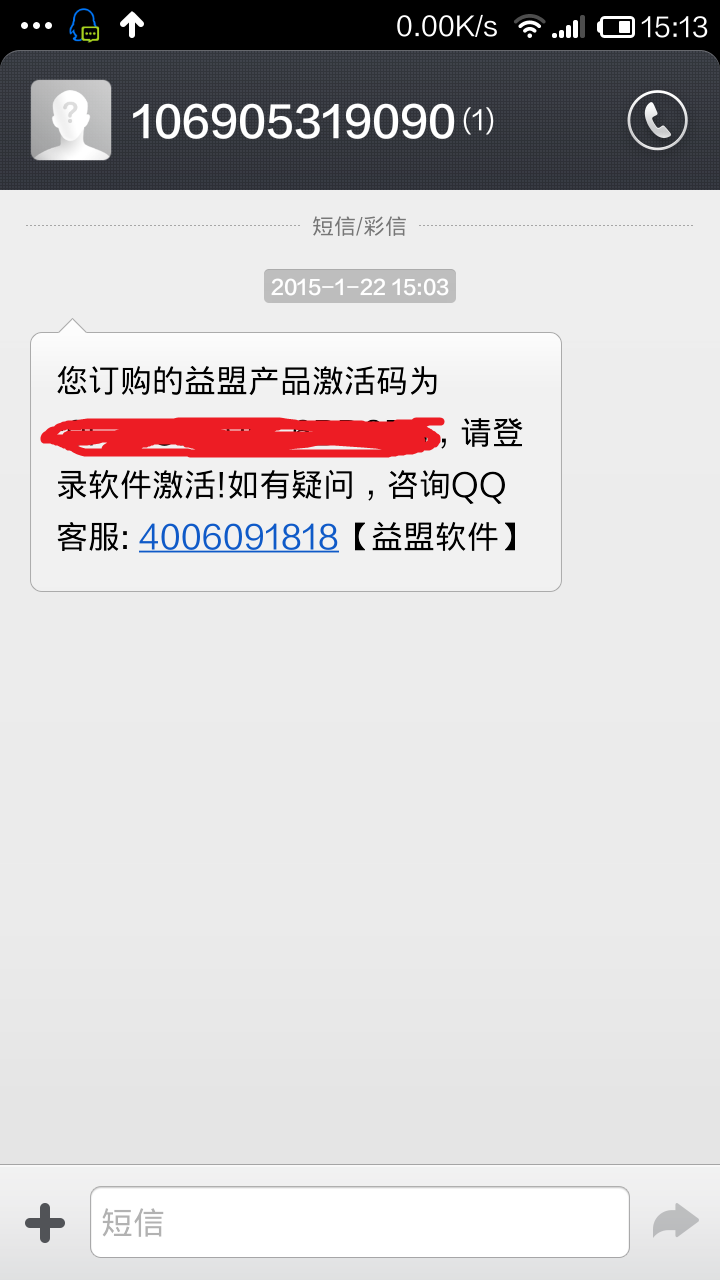 0.00K/s 15:13
106905319090 (1)
短信/彩信
2015-1-22 15:03
您订购的益盟产品激活码为
，请登
录软件激活!如有疑问，咨询QQ
客服: 4006091818【益盟软件】
短信